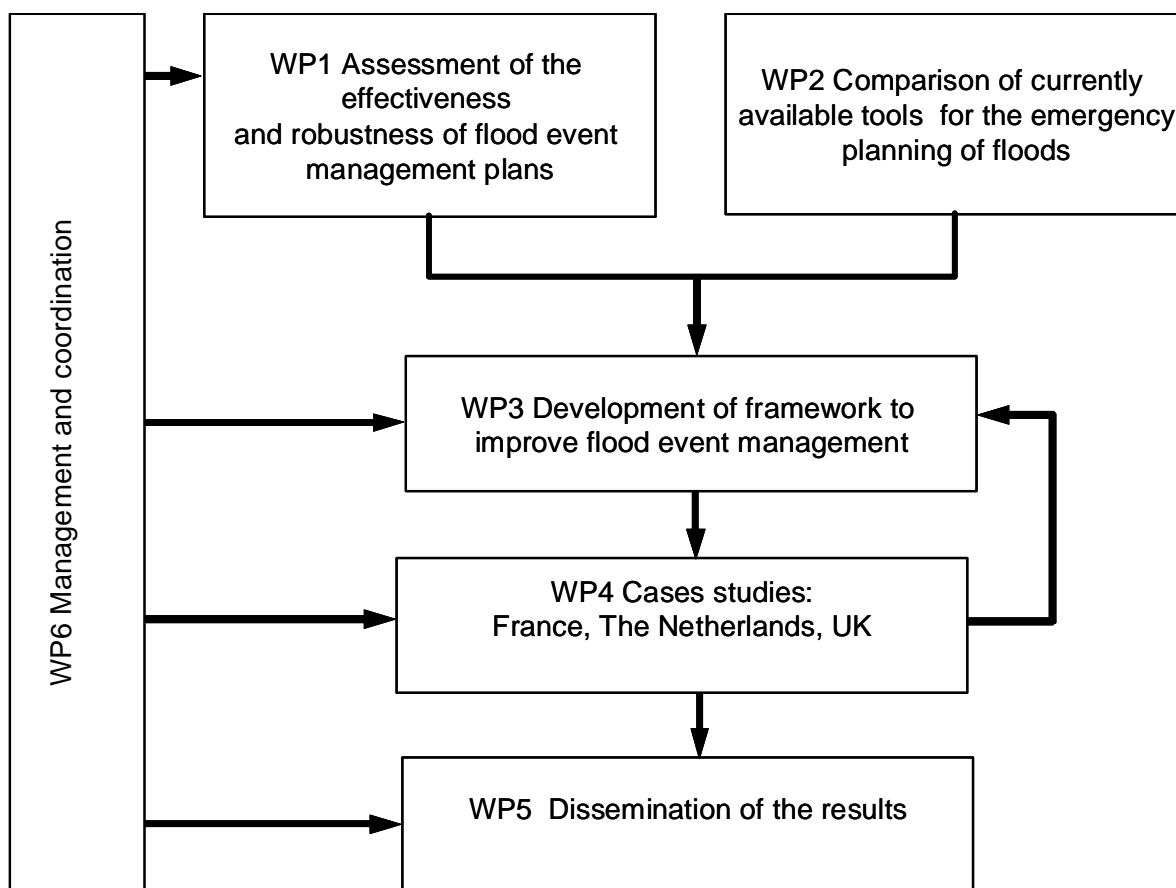 WP6 Management and coordination
WP1 Assessment of the
effectiveness
and robustness of flood event
management plans
WP2 Comparison of currently
available tools for the emergency
planning of floods
WP3 Development of framework to
improve flood event management
WP4 Cases studies:
France, The Netherlands, UK
WP5 Dissemination of the results